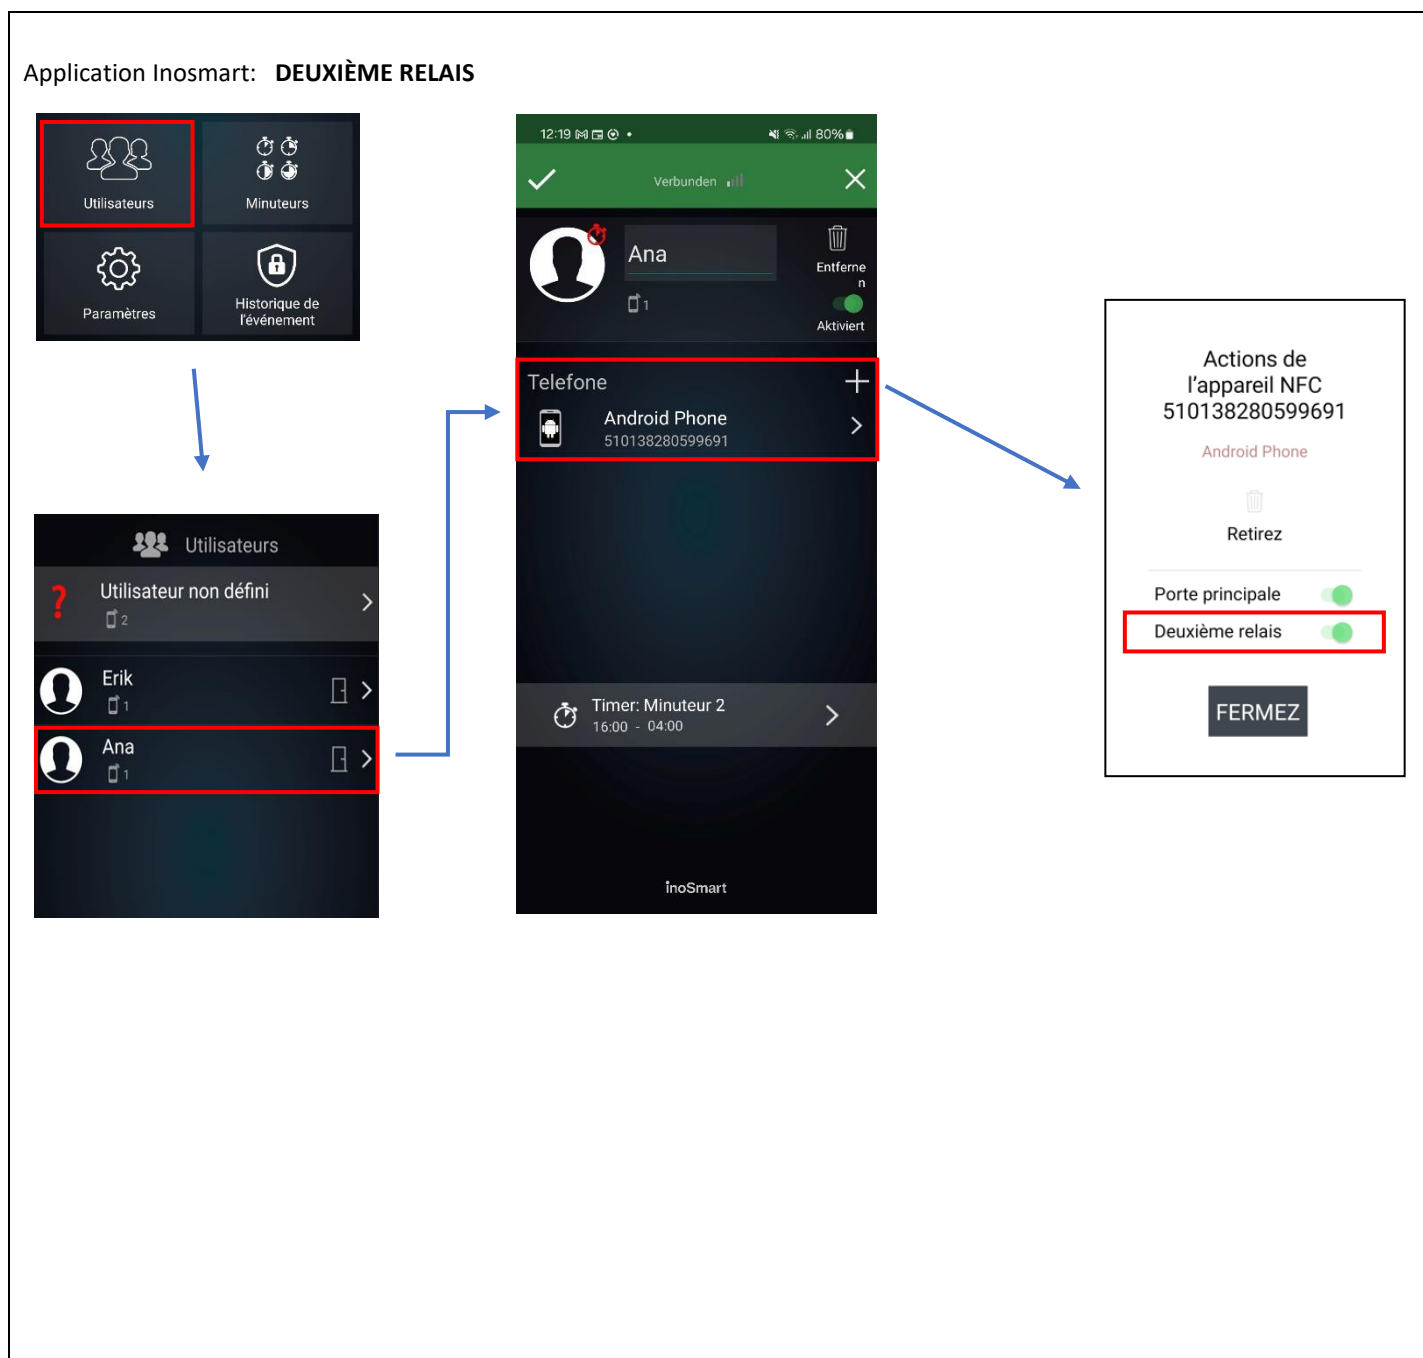 Application Inosmart: DEUXIÈME RELAIS
Utilisateurs
Minuteurs
Paramètres
Historique de
l'événement
Utilisateurs
Utilisateur non défini
2
Erik
1
Ana
1
12:19
80%
Verbunden
Ana
1
Entferne
n
Aktiviert
Telefone
Android Phone
510138280599691
Timer: Minuteur 2
16:00 - 04:00
inoSmart
Actions de
l'appareil NFC
510138280599691
Android Phone
Retirez
Porte principale
Deuxième relais
FERMEZ